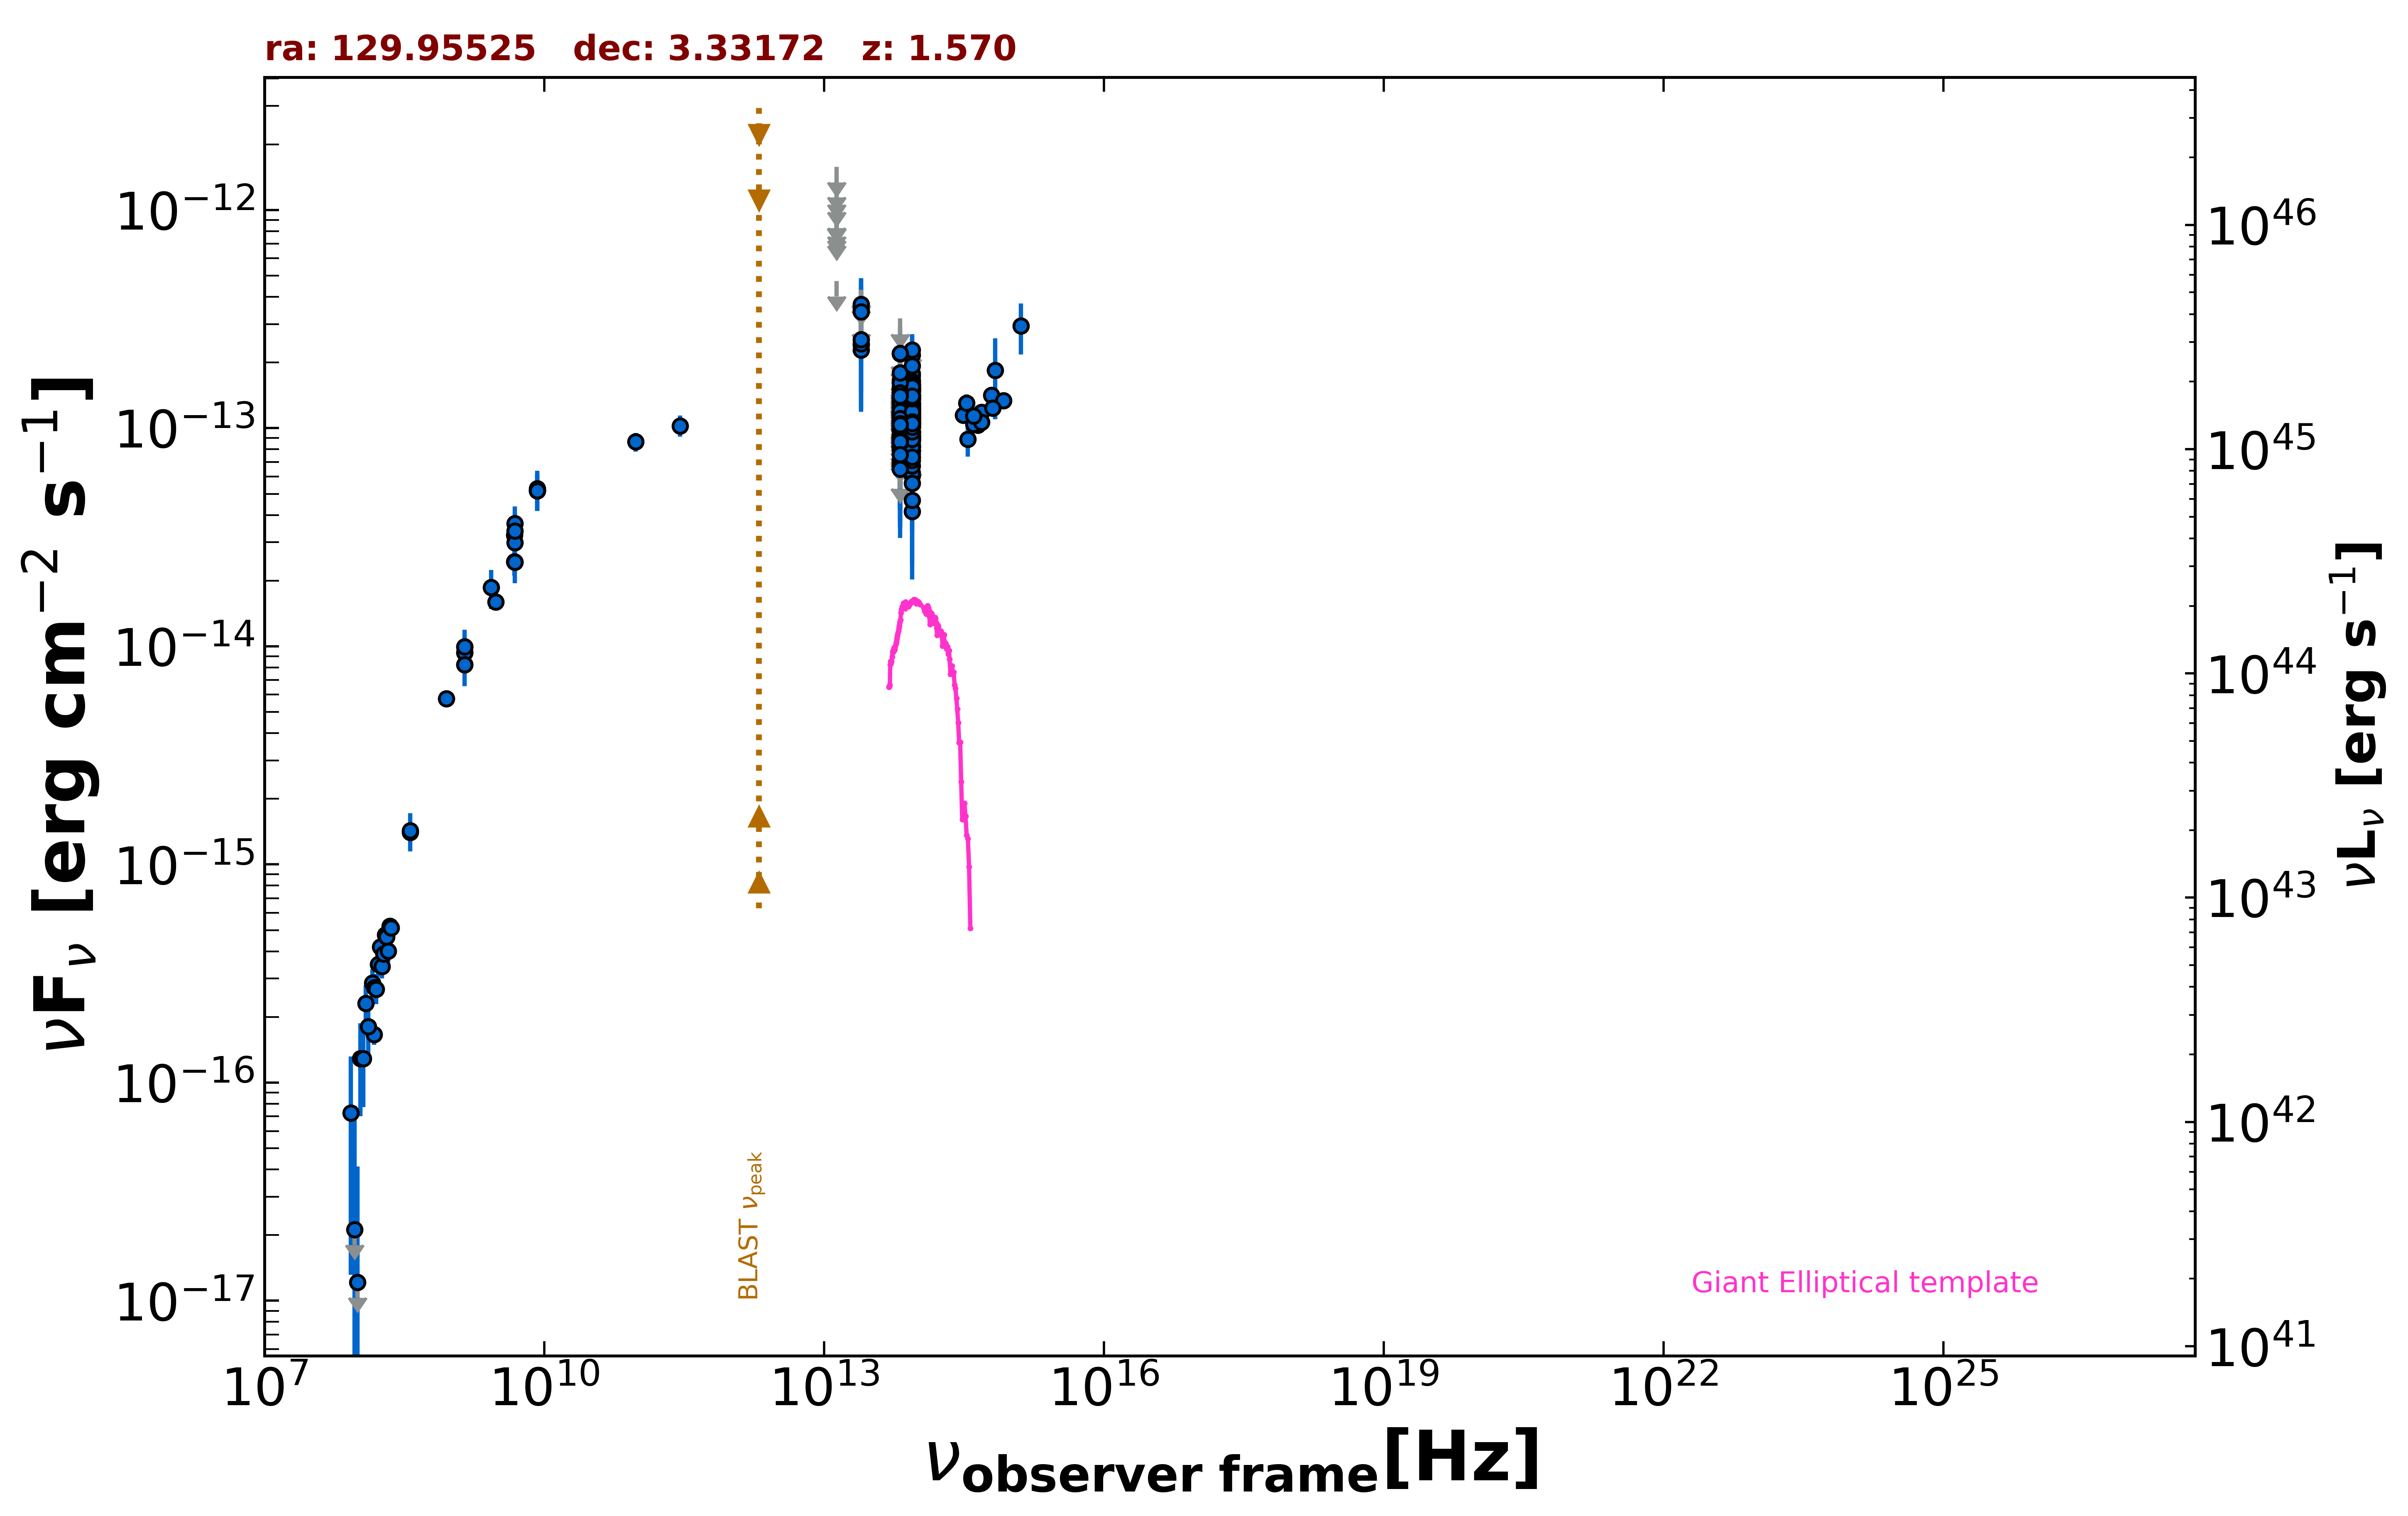 ra: 129.95525 dec: 3.33172 z: 1.570
νF_ν [erg cm^−2 s^−1]
10^−12
10^−13
10^−14
10^−15
10^−16
10^−17
10^46
10^45
10^44
10^43
10^42
10^41
νL_ν [erg s^−1]
BLAST ν_peak
Giant Elliptical template
10^7 10^10 10^13 10^16 10^19 10^22 10^25
ν_observer frame [Hz]